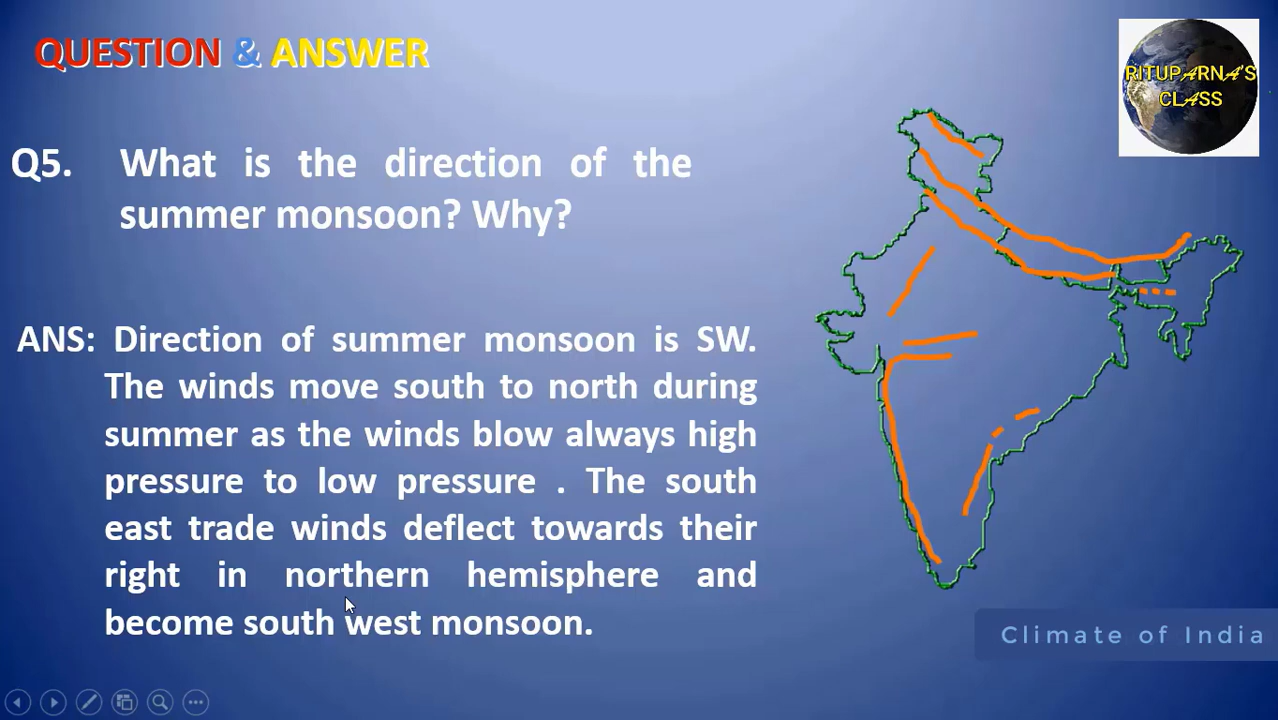 QUESTION & ANSWER
RITUPARNA'S
CLASS
Q5. What is the direction of the
summer monsoon? Why?
ANS: Direction of summer monsoon is SW.
The winds move south to north during
summer as the winds blow always high
pressure to low pressure . The south
east trade winds deflect towards their
right in northern hemisphere and
become south west monsoon.
Climate of India